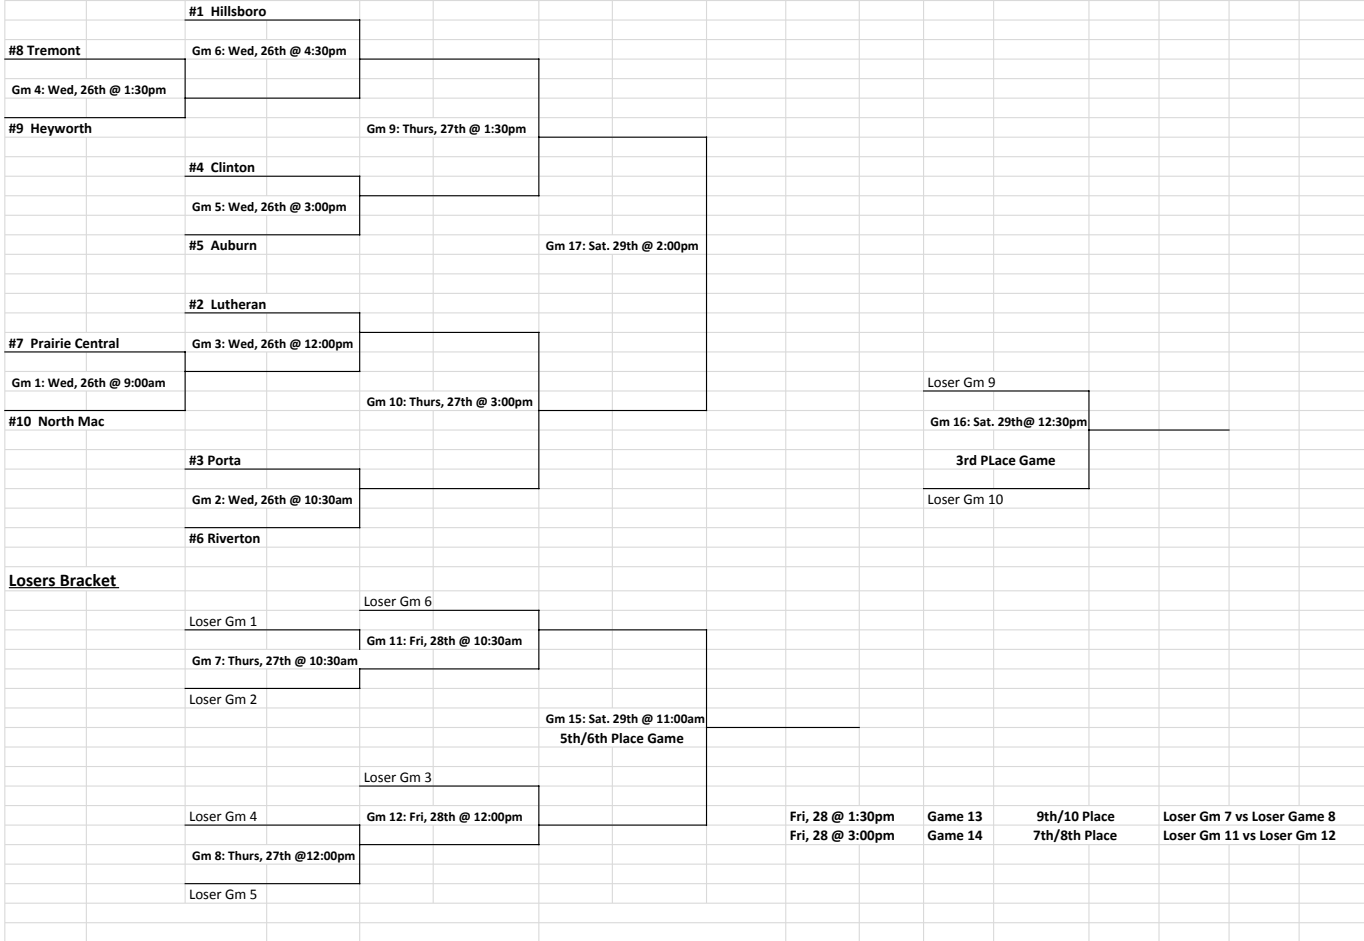 #1 Hillsboro
#8 Tremont
Gm 6: Wed, 26th @ 4:30pm
Gm 4: Wed, 26th @ 1:30pm
#9 Heyworth
Gm 9: Thurs, 27th @ 1:30pm
#4 Clinton
Gm 5: Wed, 26th @ 3:00pm
#5 Auburn
Gm 17: Sat. 29th @ 2:00pm
#2 Lutheran
#7 Prairie Central
Gm 3: Wed, 26th @ 12:00pm
Gm 1: Wed, 26th @ 9:00am
Loser Gm 9
Gm 10: Thurs, 27th @ 3:00pm
#10 North Mac
Gm 16: Sat. 29th@ 12:30pm
#3 Porta
3rd PLace Game
Gm 2: Wed, 26th @ 10:30am
Loser Gm 10
#6 Riverton
Losers Bracket
Loser Gm 6
Loser Gm 1
Gm 11: Fri, 28th @ 10:30am
Gm 7: Thurs, 27th @ 10:30am
Loser Gm 2
Gm 15: Sat. 29th @ 11:00am
5th/6th Place Game
Loser Gm 3
Loser Gm 4
Gm 12: Fri, 28th @ 12:00pm
Fri, 28 @ 1:30pm Game 13 9th/10 Place Loser Gm 7 vs Loser Game 8
Fri, 28 @ 3:00pm Game 14 7th/8th Place Loser Gm 11 vs Loser Gm 12
Gm 8: Thurs, 27th @12:00pm
Loser Gm 5